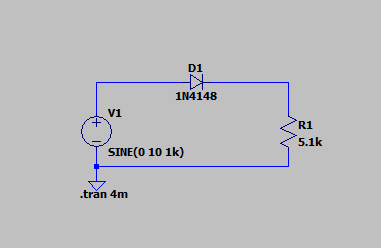 D1
1N4148
V1
SINE(0 10 1k)
R1
5.1k
.tran 4m